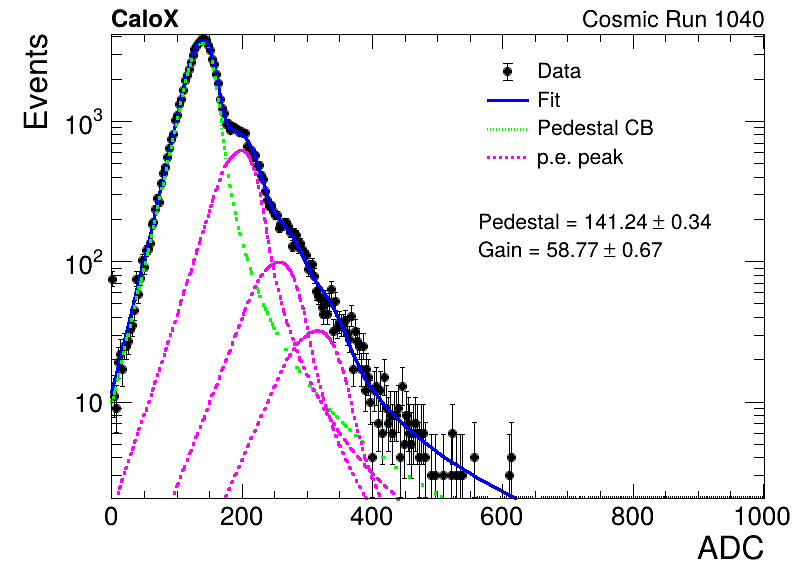 CaloX Cosmic Run 1040
Events
Data
Fit
Pedestal CB
p.e. peak
Pedestal = 141.24 ± 0.34
Gain = 58.77 ± 0.67
10³
10²
10
0 200 400 600 800 1000
ADC